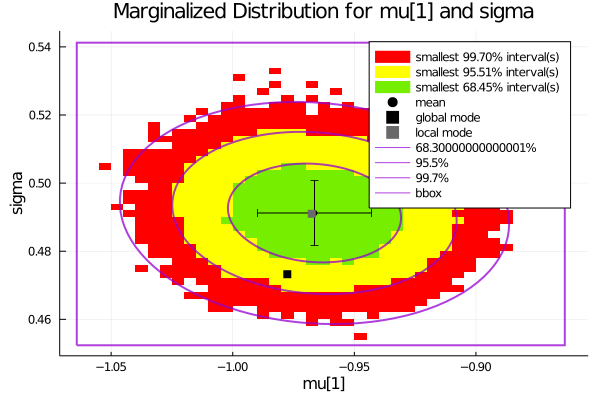 Marginalized Distribution for mu[1] and sigma
sigma
0.54
0.52
0.50
0.48
0.46
smallest 99.70% interval(s)
smallest 95.51% interval(s)
smallest 68.45% interval(s)
mean
global mode
local mode
68.30000000000001%
95.5%
99.7%
bbox
−1.05
−1.00
−0.95
−0.90
mu[1]